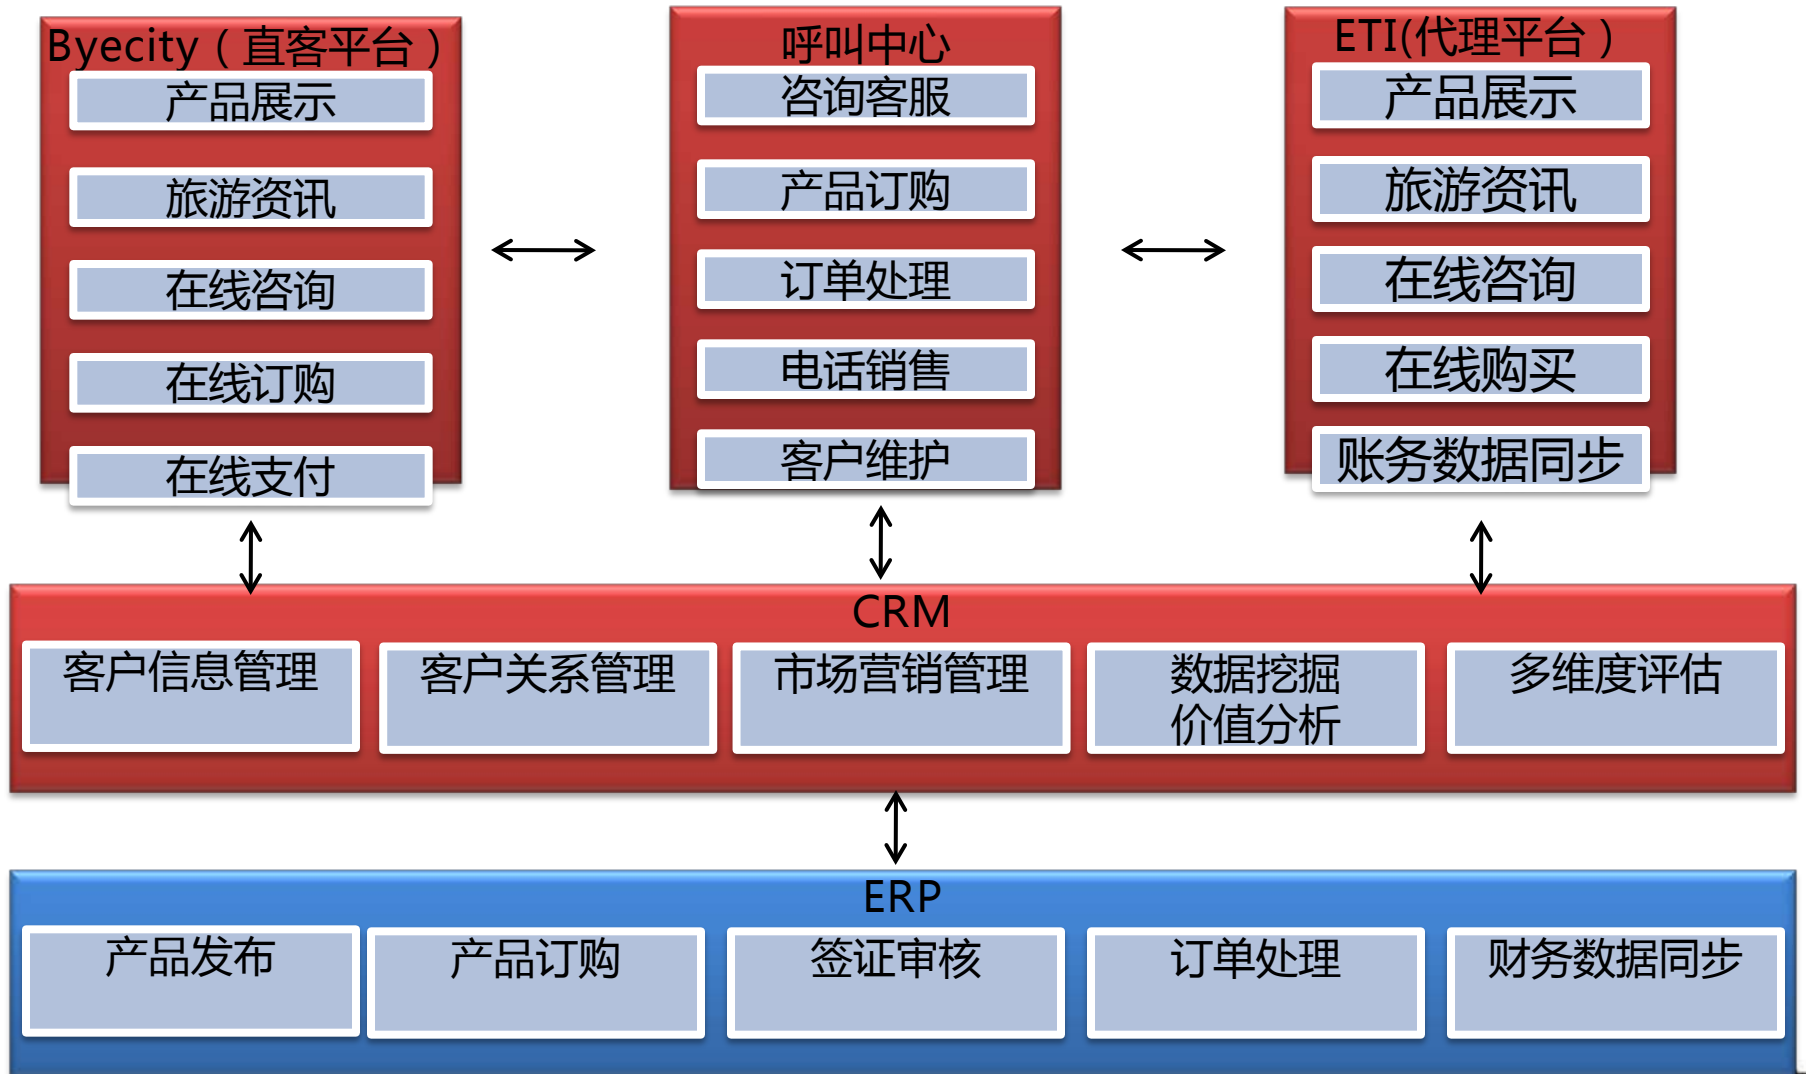 Byecity（直客平台）
产品展示
旅游资讯
在线咨询
在线订购
在线支付
呼叫中心
咨询客服
产品订购
订单处理
电话销售
客户维护
ETI(代理平台）
产品展示
旅游资讯
在线咨询
在线购买
账务数据同步
CRM
客户信息管理
客户关系管理
市场营销管理
数据挖掘
价值分析
多维度评估
ERP
产品发布
产品订购
签证审核
订单处理
财务数据同步